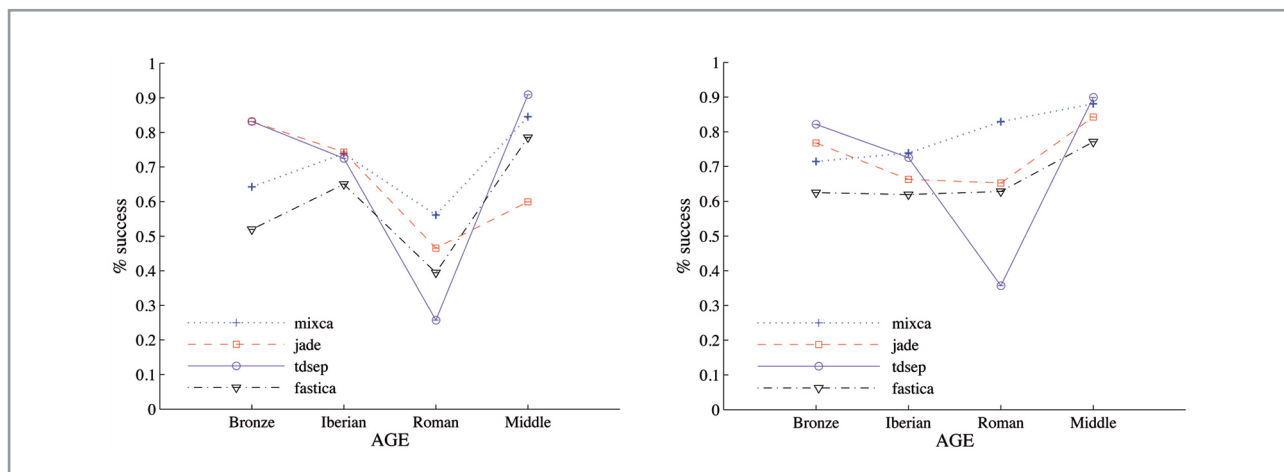 1
0.9
0.8
0.7
0.6
0.5
0.4
0.3
0.2
0.1
0
% success
mixca
jade
tdsep
fastica
Bronze Iberian Roman Middle
AGE
1
0.9
0.8
0.7
0.6
0.5
0.4
0.3
0.2
0.1
0
% success
mixca
jade
tdsep
fastica
Bronze Iberian Roman Middle
AGE